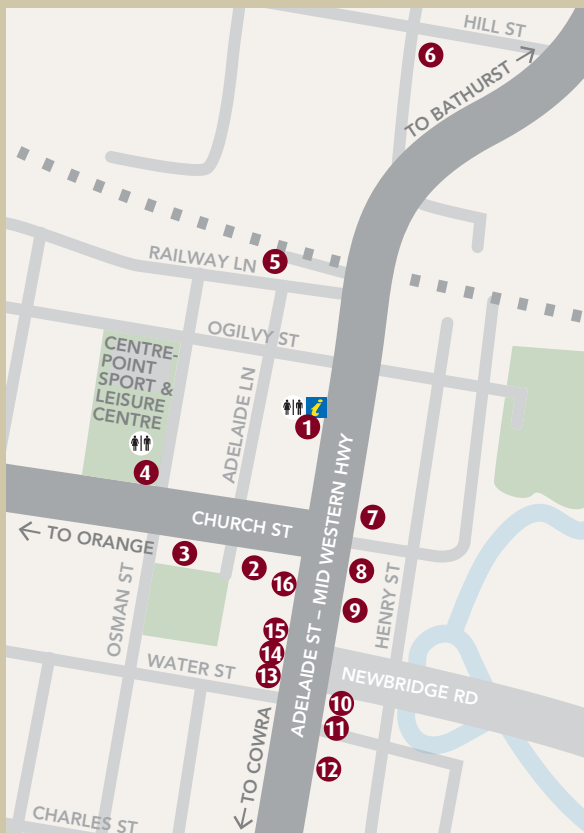 HILL ST
6
TO BATHURST
RAILWAY LN
5
OGILVY ST
CENTRE-
POINT
SPORT &
LEISURE
CENTRE
ADELAIDE LN
i
1
4
ADELAIDE ST – MID WESTERN HWY
7
CHURCH ST
TO ORANGE
3
2
16
8
9
OSMAN ST
HENRY ST
15
14
13
WATER ST
NEWBRIDGE RD
10
11
12
TO COWRA
CHARLES ST